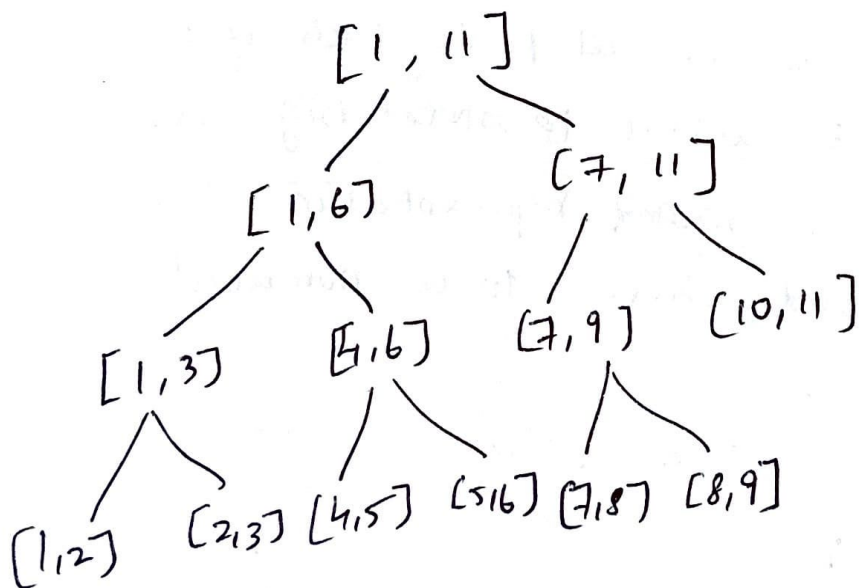 [1, 11]
[1,6] [7, 11]
[1,3] [4,6] [7,9] [10,11]
[1,2] [2,3] [4,5] [5,6] [7,8] [8,9]